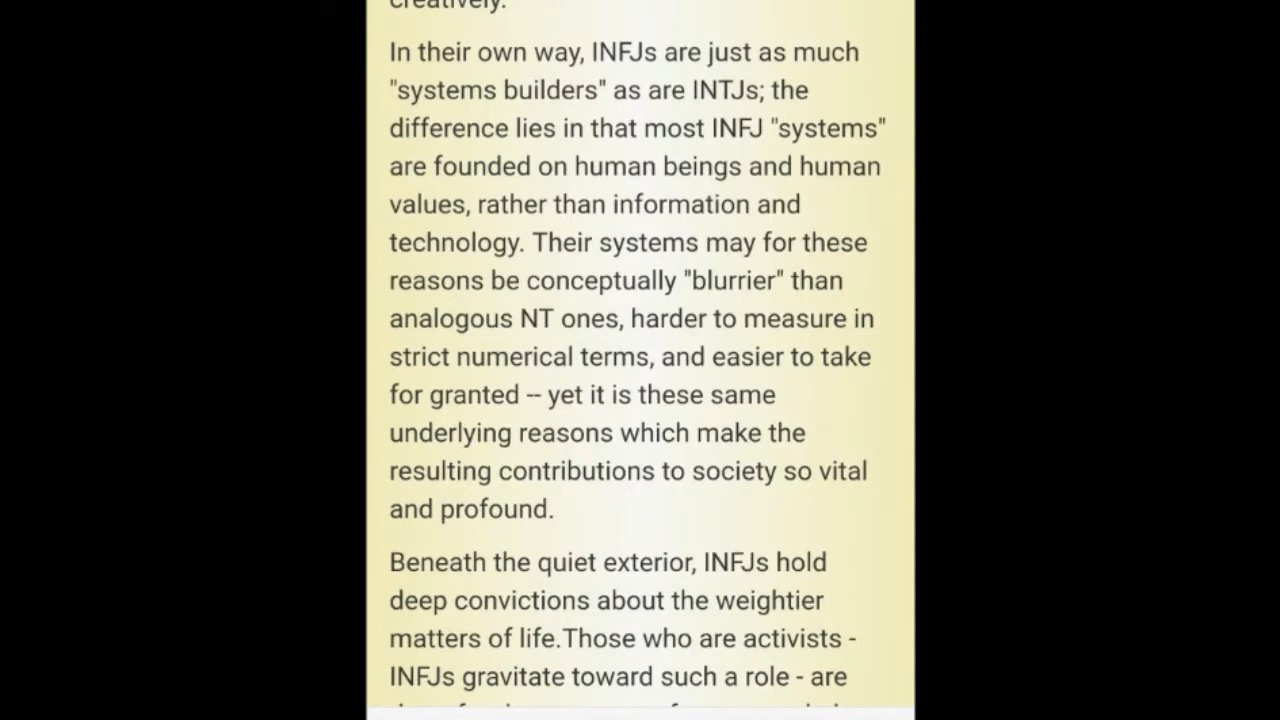 creatively.
In their own way, INFJs are just as much
"systems builders" as are INTJs; the
difference lies in that most INFJ "systems"
are founded on human beings and human
values, rather than information and
technology. Their systems may for these
reasons be conceptually "blurrier" than
analogous NT ones, harder to measure in
strict numerical terms, and easier to take
for granted -- yet it is these same
underlying reasons which make the
resulting contributions to society so vital
and profound.
Beneath the quiet exterior, INFJs hold
deep convictions about the weightier
matters of life.Those who are activists -
INFJs gravitate toward such a role - are